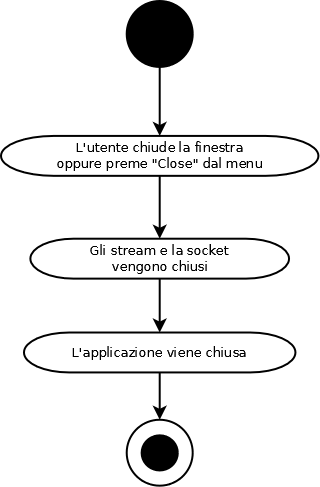 L'utente chiude la finestra
oppure preme "Close" dal menu
Gli stream e la socket
vengono chiusi
L'applicazione viene chiusa